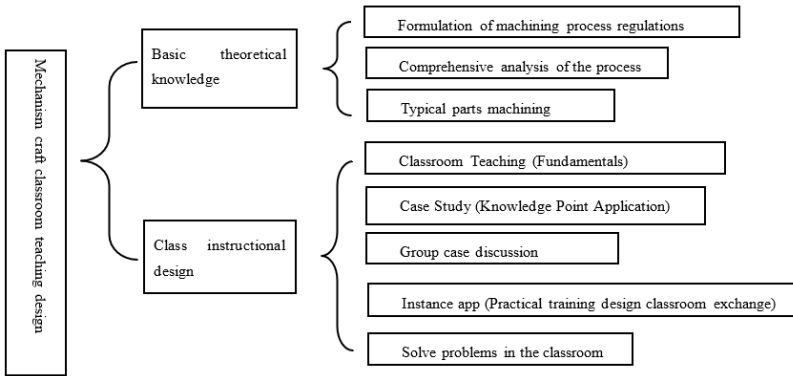 Mechanism craft classroom teaching design
Basic theoretical
knowledge
Formulation of machining process regulations
Comprehensive analysis of the process
Typical parts machining
Class instructional
design
Classroom Teaching (Fundamentals)
Case Study (Knowledge Point Application)
Group case discussion
Instance app (Practical training design classroom exchange)
Solve problems in the classroom